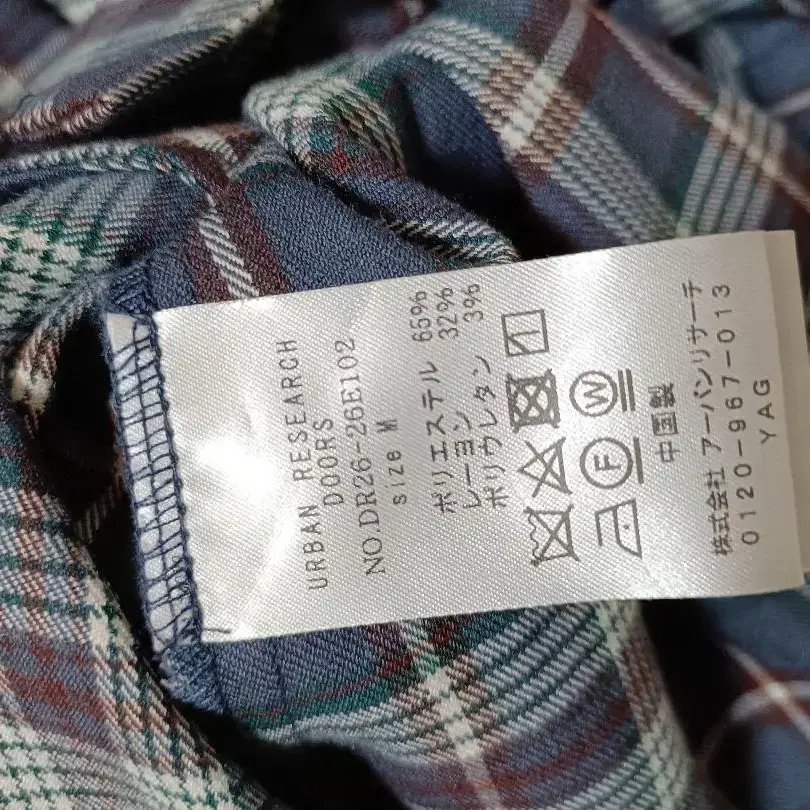 URBAN RESEARCH
DOORS
NO.DR26-26E102
size M
ポリエステル 65%
レーヨン 32%
ポリウレタン 3%
W
F
中国製
株式会社 アーバンリサーチ
0120-967-013
YAG